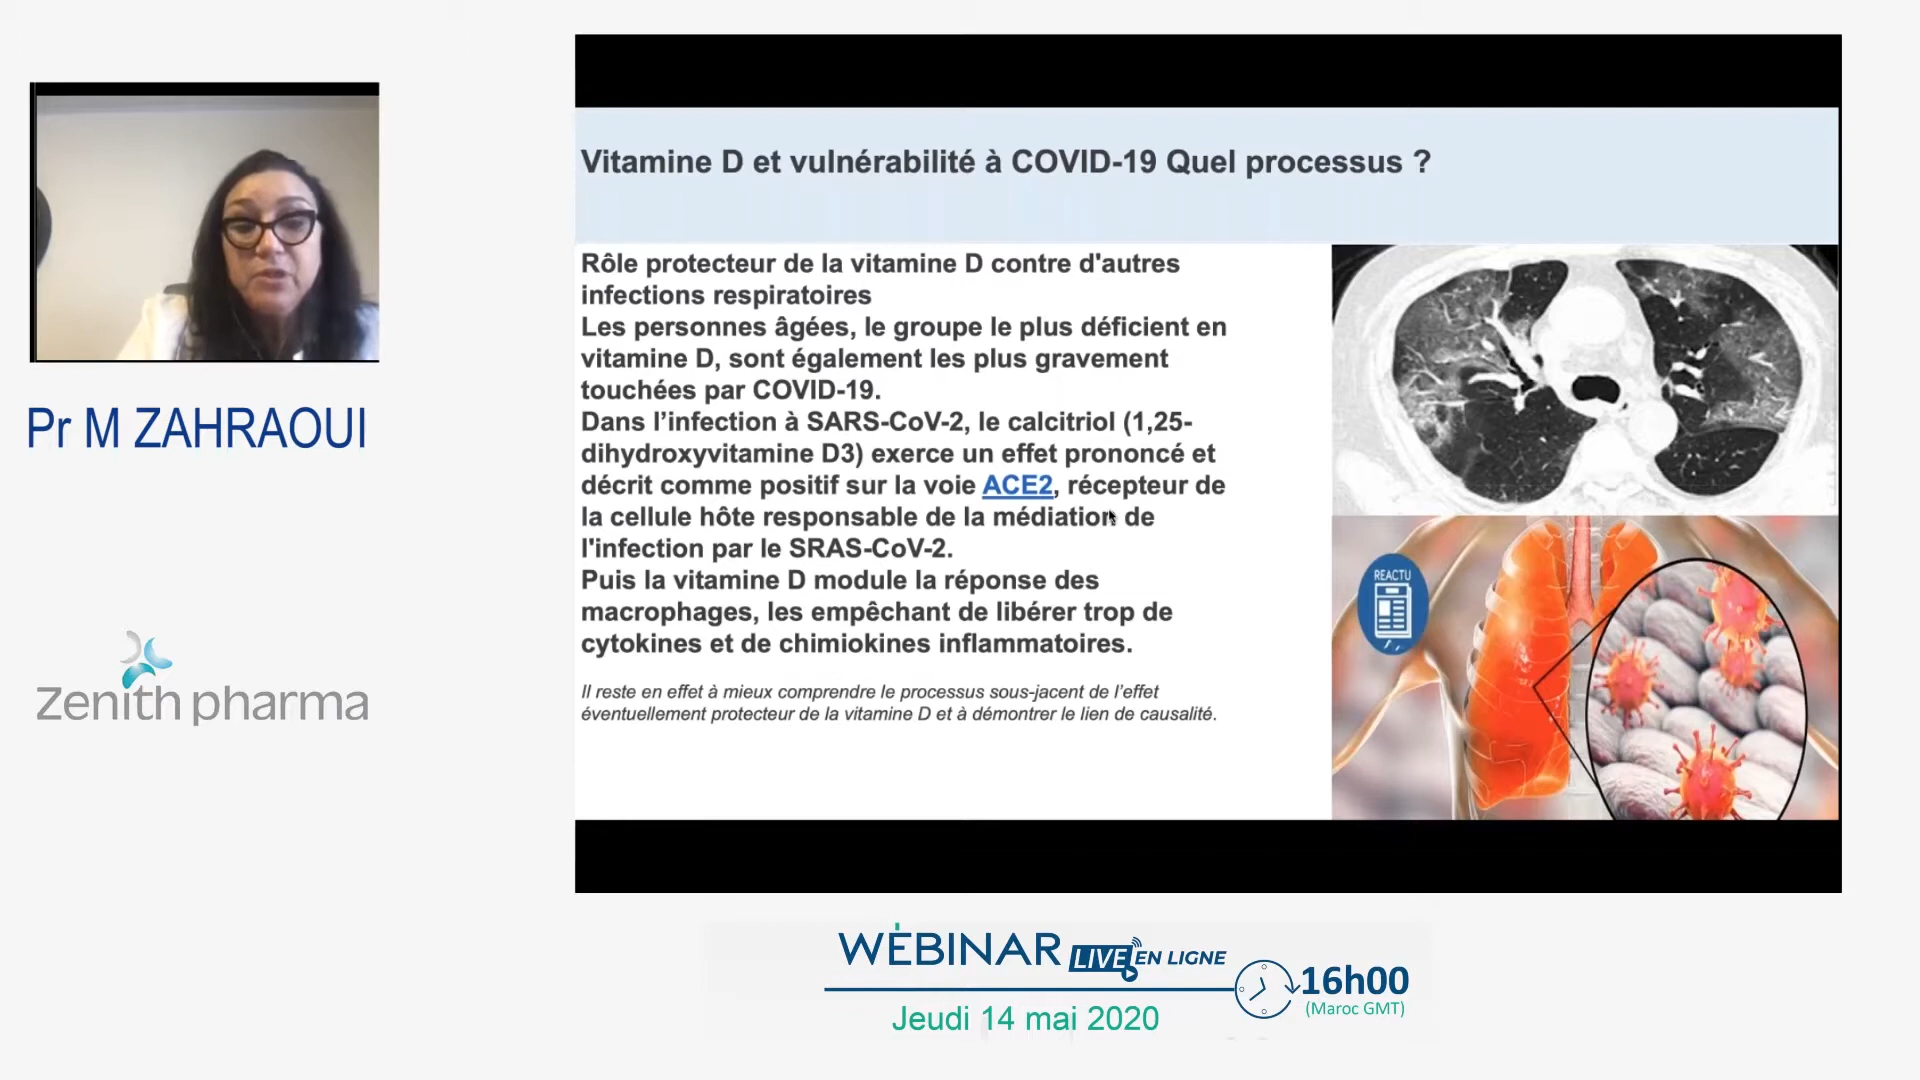 Vitamine D et vulnérabilité à COVID-19 Quel processus ?
Rôle protecteur de la vitamine D contre d'autres
infections respiratoires
Les personnes âgées, le groupe le plus déficient en
vitamine D, sont également les plus gravement
touchées par COVID-19.
Dans l’infection à SARS-CoV-2, le calcitriol (1,25-
dihydroxyvitamine D3) exerce un effet prononcé et
décrit comme positif sur la voie ACE2, récepteur de
la cellule hôte responsable de la médiation de
l'infection par le SRAS-CoV-2.
Puis la vitamine D module la réponse des
macrophages, les empêchant de libérer trop de
cytokines et de chimiokines inflammatoires.
Il reste en effet à mieux comprendre le processus sous-jacent de l’effet
éventuellement protecteur de la vitamine D et à démontrer le lien de causalité.
REACTU
Pr M ZAHRAOUI
zenith pharma
WEBINAR LIVE EN LIGNE
16h00
(Maroc GMT)
Jeudi 14 mai 2020